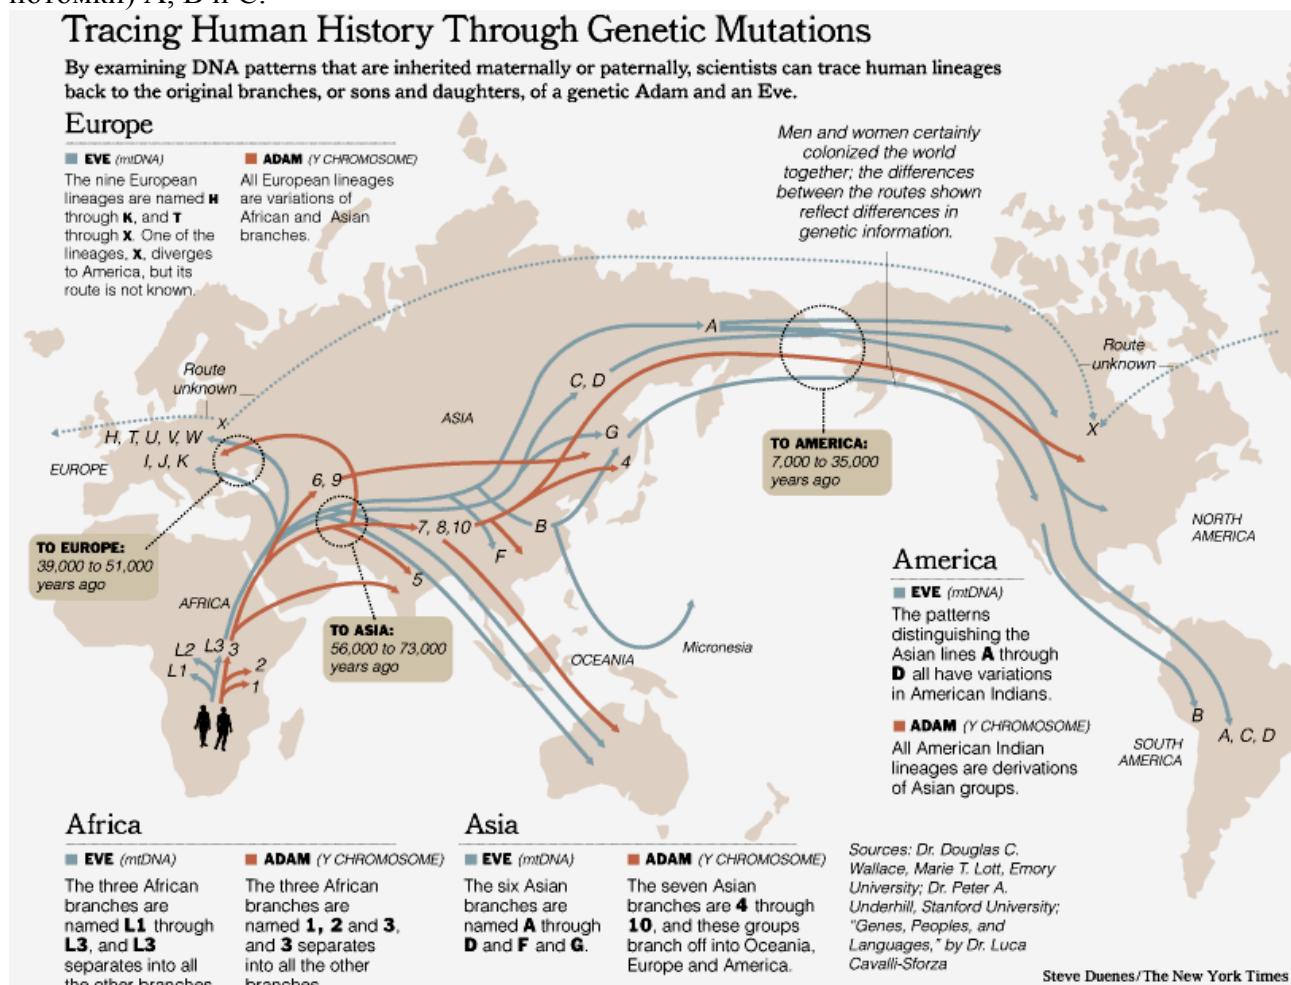 потомки) A, B и C.
Tracing Human History Through Genetic Mutations
By examining DNA patterns that are inherited maternally or paternally, scientists can trace human lineages
back to the original branches, or sons and daughters, of a genetic Adam and an Eve.
Europe
EVE (mtDNA)
The nine European
lineages are named H
through K, and T
through X. One of the
lineages, X, diverges
to America, but its
route is not known.
ADAM (Y CHROMOSOME)
All European lineages
are variations of
African and Asian
branches.
Men and women certainly
colonized the world
together; the differences
between the routes shown
reflect differences in
genetic information.
Route
unknown
X
H, T, U, V, W
I, J, K
EUROPE
ASIA
A
C, D
G
4
6, 9
7, 8, 10
B
F
5
TO EUROPE:
39,000 to 51,000
years ago
TO ASIA:
56,000 to 73,000
years ago
TO AMERICA:
7,000 to 35,000
years ago
Route
unknown
X
NORTH
AMERICA
AFRICA
L2
L3
3
L1
2
1
OCEANIA
Micronesia
America
EVE (mtDNA)
The patterns
distinguishing the
Asian lines A through
D all have variations
in American Indians.
ADAM (Y CHROMOSOME)
All American Indian
lineages are derivations
of Asian groups.
B
A, C, D
SOUTH
AMERICA
Africa
EVE (mtDNA)
The three African
branches are
named L1 through
L3, and L3
separates into all
the other branches
ADAM (Y CHROMOSOME)
The three African
branches are
named 1, 2 and 3,
and 3 separates
into all the other
branches.
Asia
EVE (mtDNA)
The six Asian
branches are
named A through
D and F and G.
ADAM (Y CHROMOSOME)
The seven Asian
branches are 4 through
10, and these groups
branch off into Oceania,
Europe and America.
Sources: Dr. Douglas C.
Wallace, Marie T. Lott, Emory
University; Dr. Peter A.
Underhill, Stanford University;
"Genes, Peoples, and
Languages," by Dr. Luca
Cavalli-Sforza
Steve Duenes/The New York Times